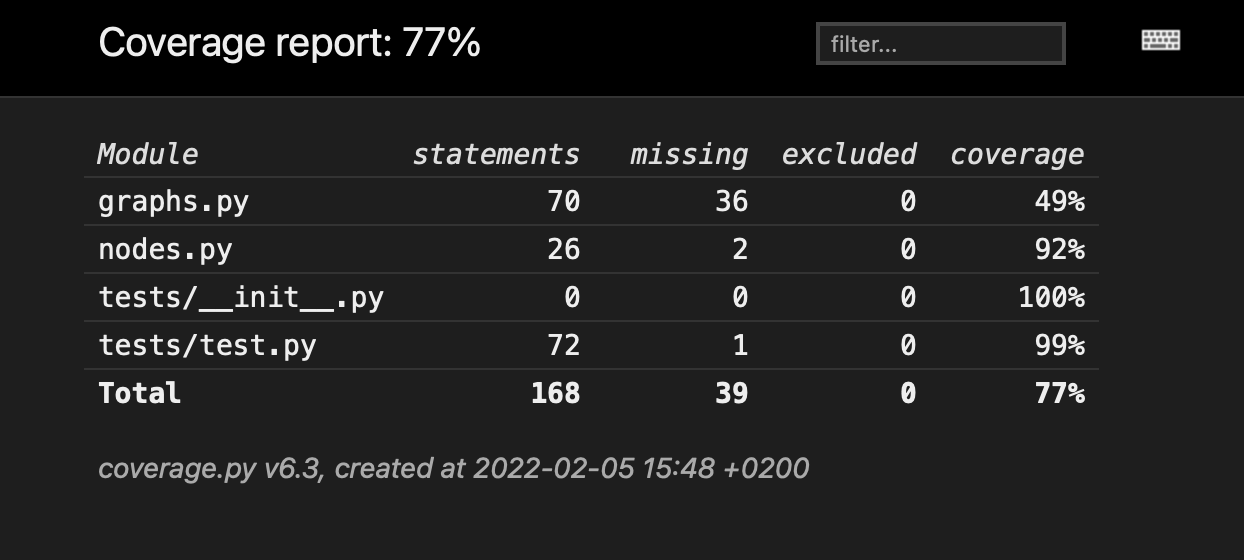 Coverage report: 77%
filter...
Module statements missing excluded coverage
graphs.py 70 36 0 49%
nodes.py 26 2 0 92%
tests/__init__.py 0 0 0 100%
tests/test.py 72 1 0 99%
Total 168 39 0 77%
coverage.py v6.3, created at 2022-02-05 15:48 +0200